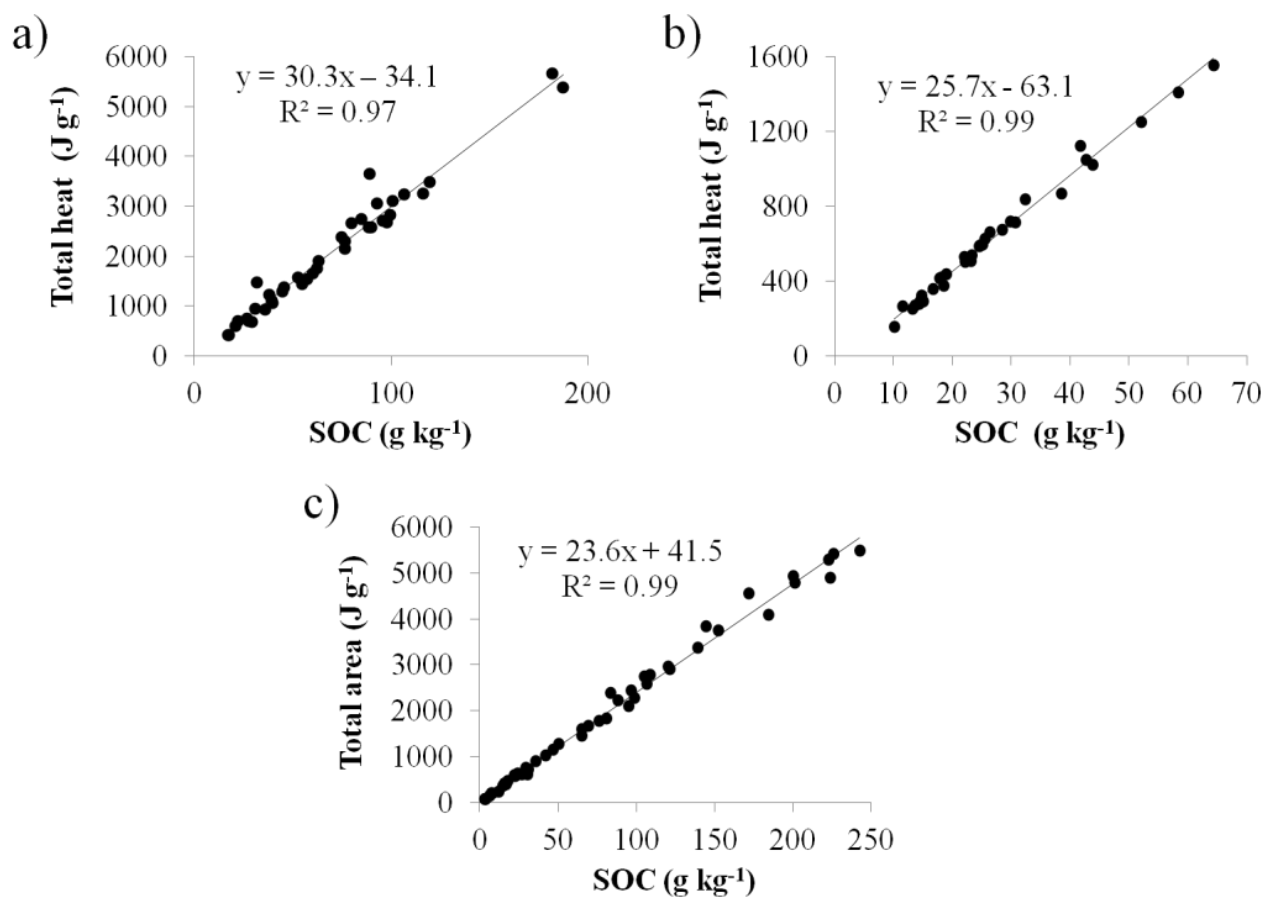 a)
y = 30.3x – 34.1
R² = 0.97
Total heat (J g⁻¹)
6000
5000
4000
3000
2000
1000
0
0 100 200
SOC (g kg⁻¹)
b)
y = 25.7x - 63.1
R² = 0.99
Total heat (J g⁻¹)
1600
1200
800
400
0
0 10 20 30 40 50 60 70
SOC (g kg⁻¹)
c)
y = 23.6x + 41.5
R² = 0.99
Total area (J g⁻¹)
6000
5000
4000
3000
2000
1000
0
0 50 100 150 200 250
SOC (g kg⁻¹)